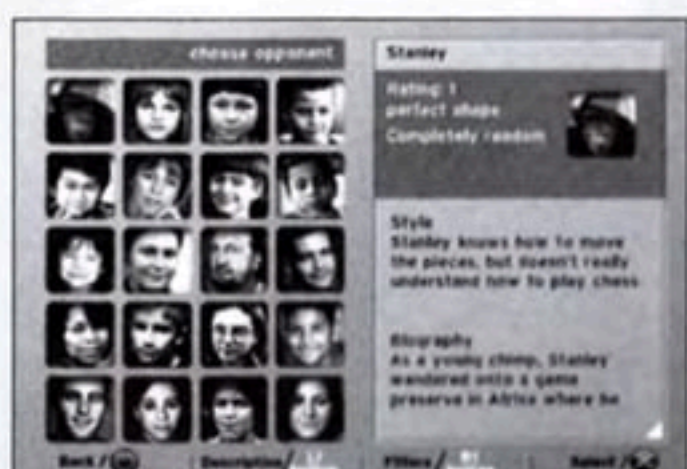 choose opponent
Stanley
Rating: 1
perfect shape
Completely random
Style
Stanley knows how to move
the pieces, but doesn't really
understand how to play chess
Biography
As a young chimp, Stanley
wandered onto a game
preserve in Africa where he
Back /
Description / L2
Filters / R1
Select /